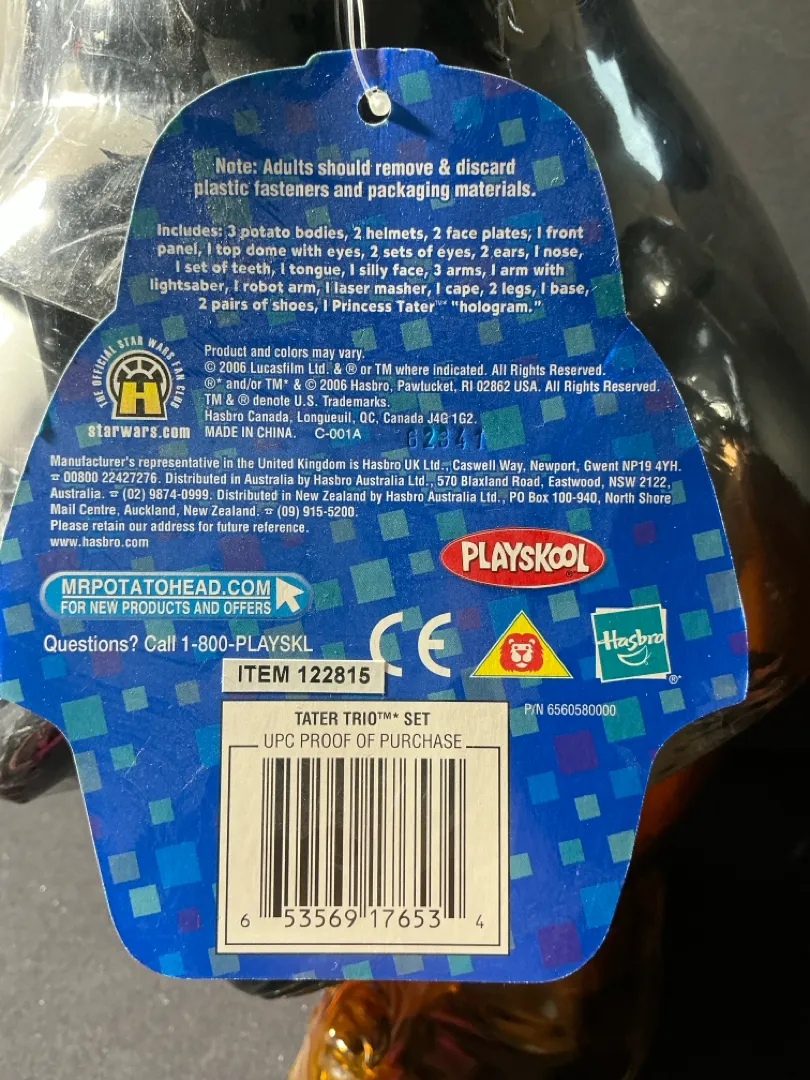 Note: Adults should remove & discard
plastic fasteners and packaging materials.
Includes: 3 potato bodies, 2 helmets, 2 face plates, 1 front
panel, 1 top dome with eyes, 2 sets of eyes, 2 ears, 1 nose,
1 set of teeth, 1 tongue, 1 silly face, 3 arms, 1 arm with
lightsaber, 1 robot arm, 1 laser masher, 1 cape, 2 legs, 1 base,
2 pairs of shoes, 1 Princess Tater™* "hologram."
THE OFFICIAL STAR WARS FAN CLUB
H
starwars.com
Product and colors may vary.
© 2006 Lucasfilm Ltd. & ® or TM where indicated. All Rights Reserved.
®* and/or TM* & © 2006 Hasbro, Pawtucket, RI 02862 USA. All Rights Reserved.
TM & ® denote U.S. Trademarks.
Hasbro Canada, Longueuil, QC, Canada J4G 1G2.
MADE IN CHINA. C-001A
62341
Manufacturer's representative in the United Kingdom is Hasbro UK Ltd., Caswell Way, Newport, Gwent NP19 4YH.
☎ 00800 22427276. Distributed in Australia by Hasbro Australia Ltd., 570 Blaxland Road, Eastwood, NSW 2122,
Australia. ☎ (02) 9874-0999. Distributed in New Zealand by Hasbro Australia Ltd., PO Box 100-940, North Shore
Mail Centre, Auckland, New Zealand. ☎ (09) 915-5200.
Please retain our address for future reference.
www.hasbro.com
PLAYSKOOL®
MRPOTATOHEAD.COM
FOR NEW PRODUCTS AND OFFERS
Questions? Call 1-800-PLAYSKL
CE
Hasbro®*
ITEM 122815
P/N 6560580000
TATER TRIO™* SET
UPC PROOF OF PURCHASE
6 53569 17653 4